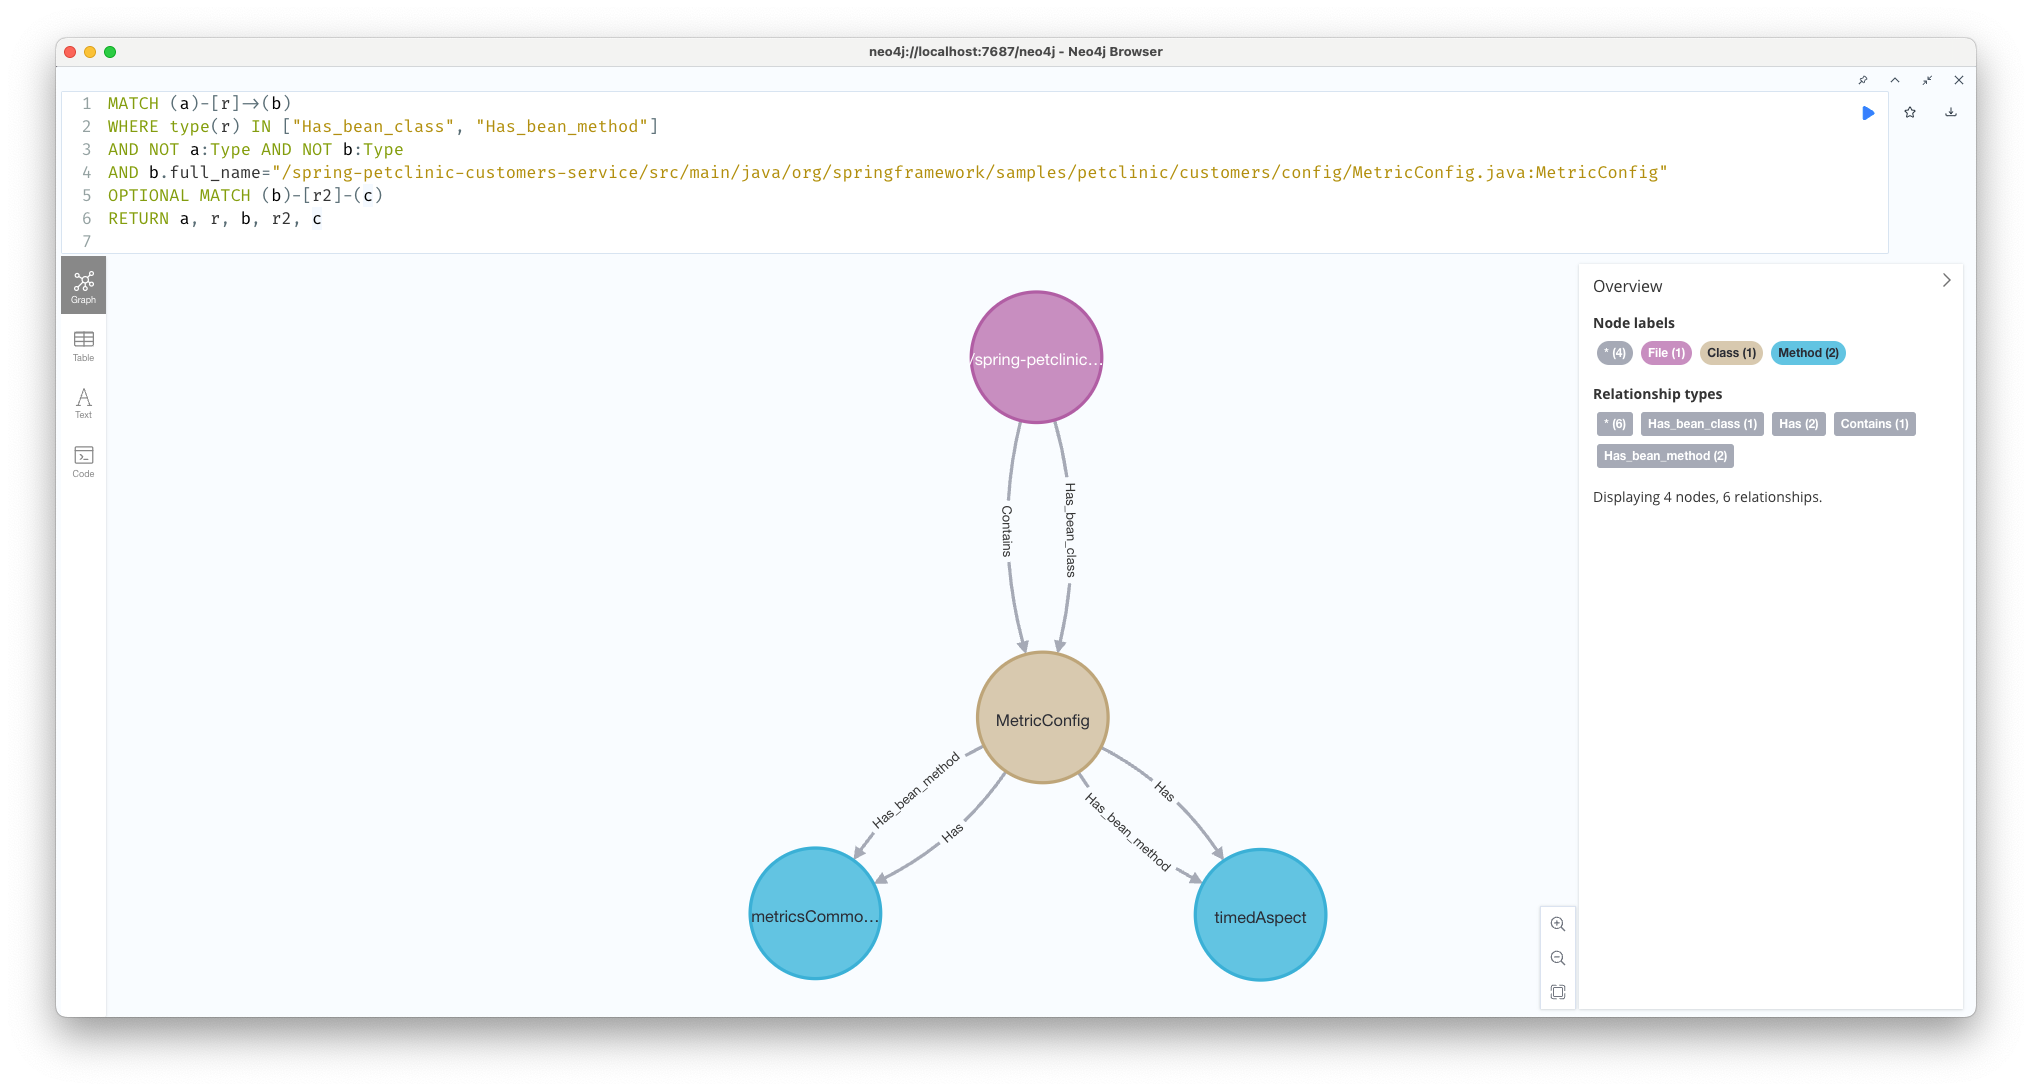 neo4j://localhost:7687/neo4j - Neo4j Browser
1 MATCH (a)-[r]->(b)
2 WHERE type(r) IN ["Has_bean_class", "Has_bean_method"]
3 AND NOT a:Type AND NOT b:Type
4 AND b.full_name="/spring-petclinic-customers-service/src/main/java/org/springframework/samples/petclinic/customers/config/MetricConfig.java:MetricConfig"
5 OPTIONAL MATCH (b)-[r2]-(c)
6 RETURN a, r, b, r2, c
7
Graph
Table
Text
Code
/spring-petclinic...
Contains
Has_bean_class
MetricConfig
Has_bean_method
Has
Has_bean_method
Has
metricsCommo...
timedAspect
Overview
Node labels
* (4) File (1) Class (1) Method (2)
Relationship types
* (6) Has_bean_class (1) Has (2) Contains (1)
Has_bean_method (2)
Displaying 4 nodes, 6 relationships.